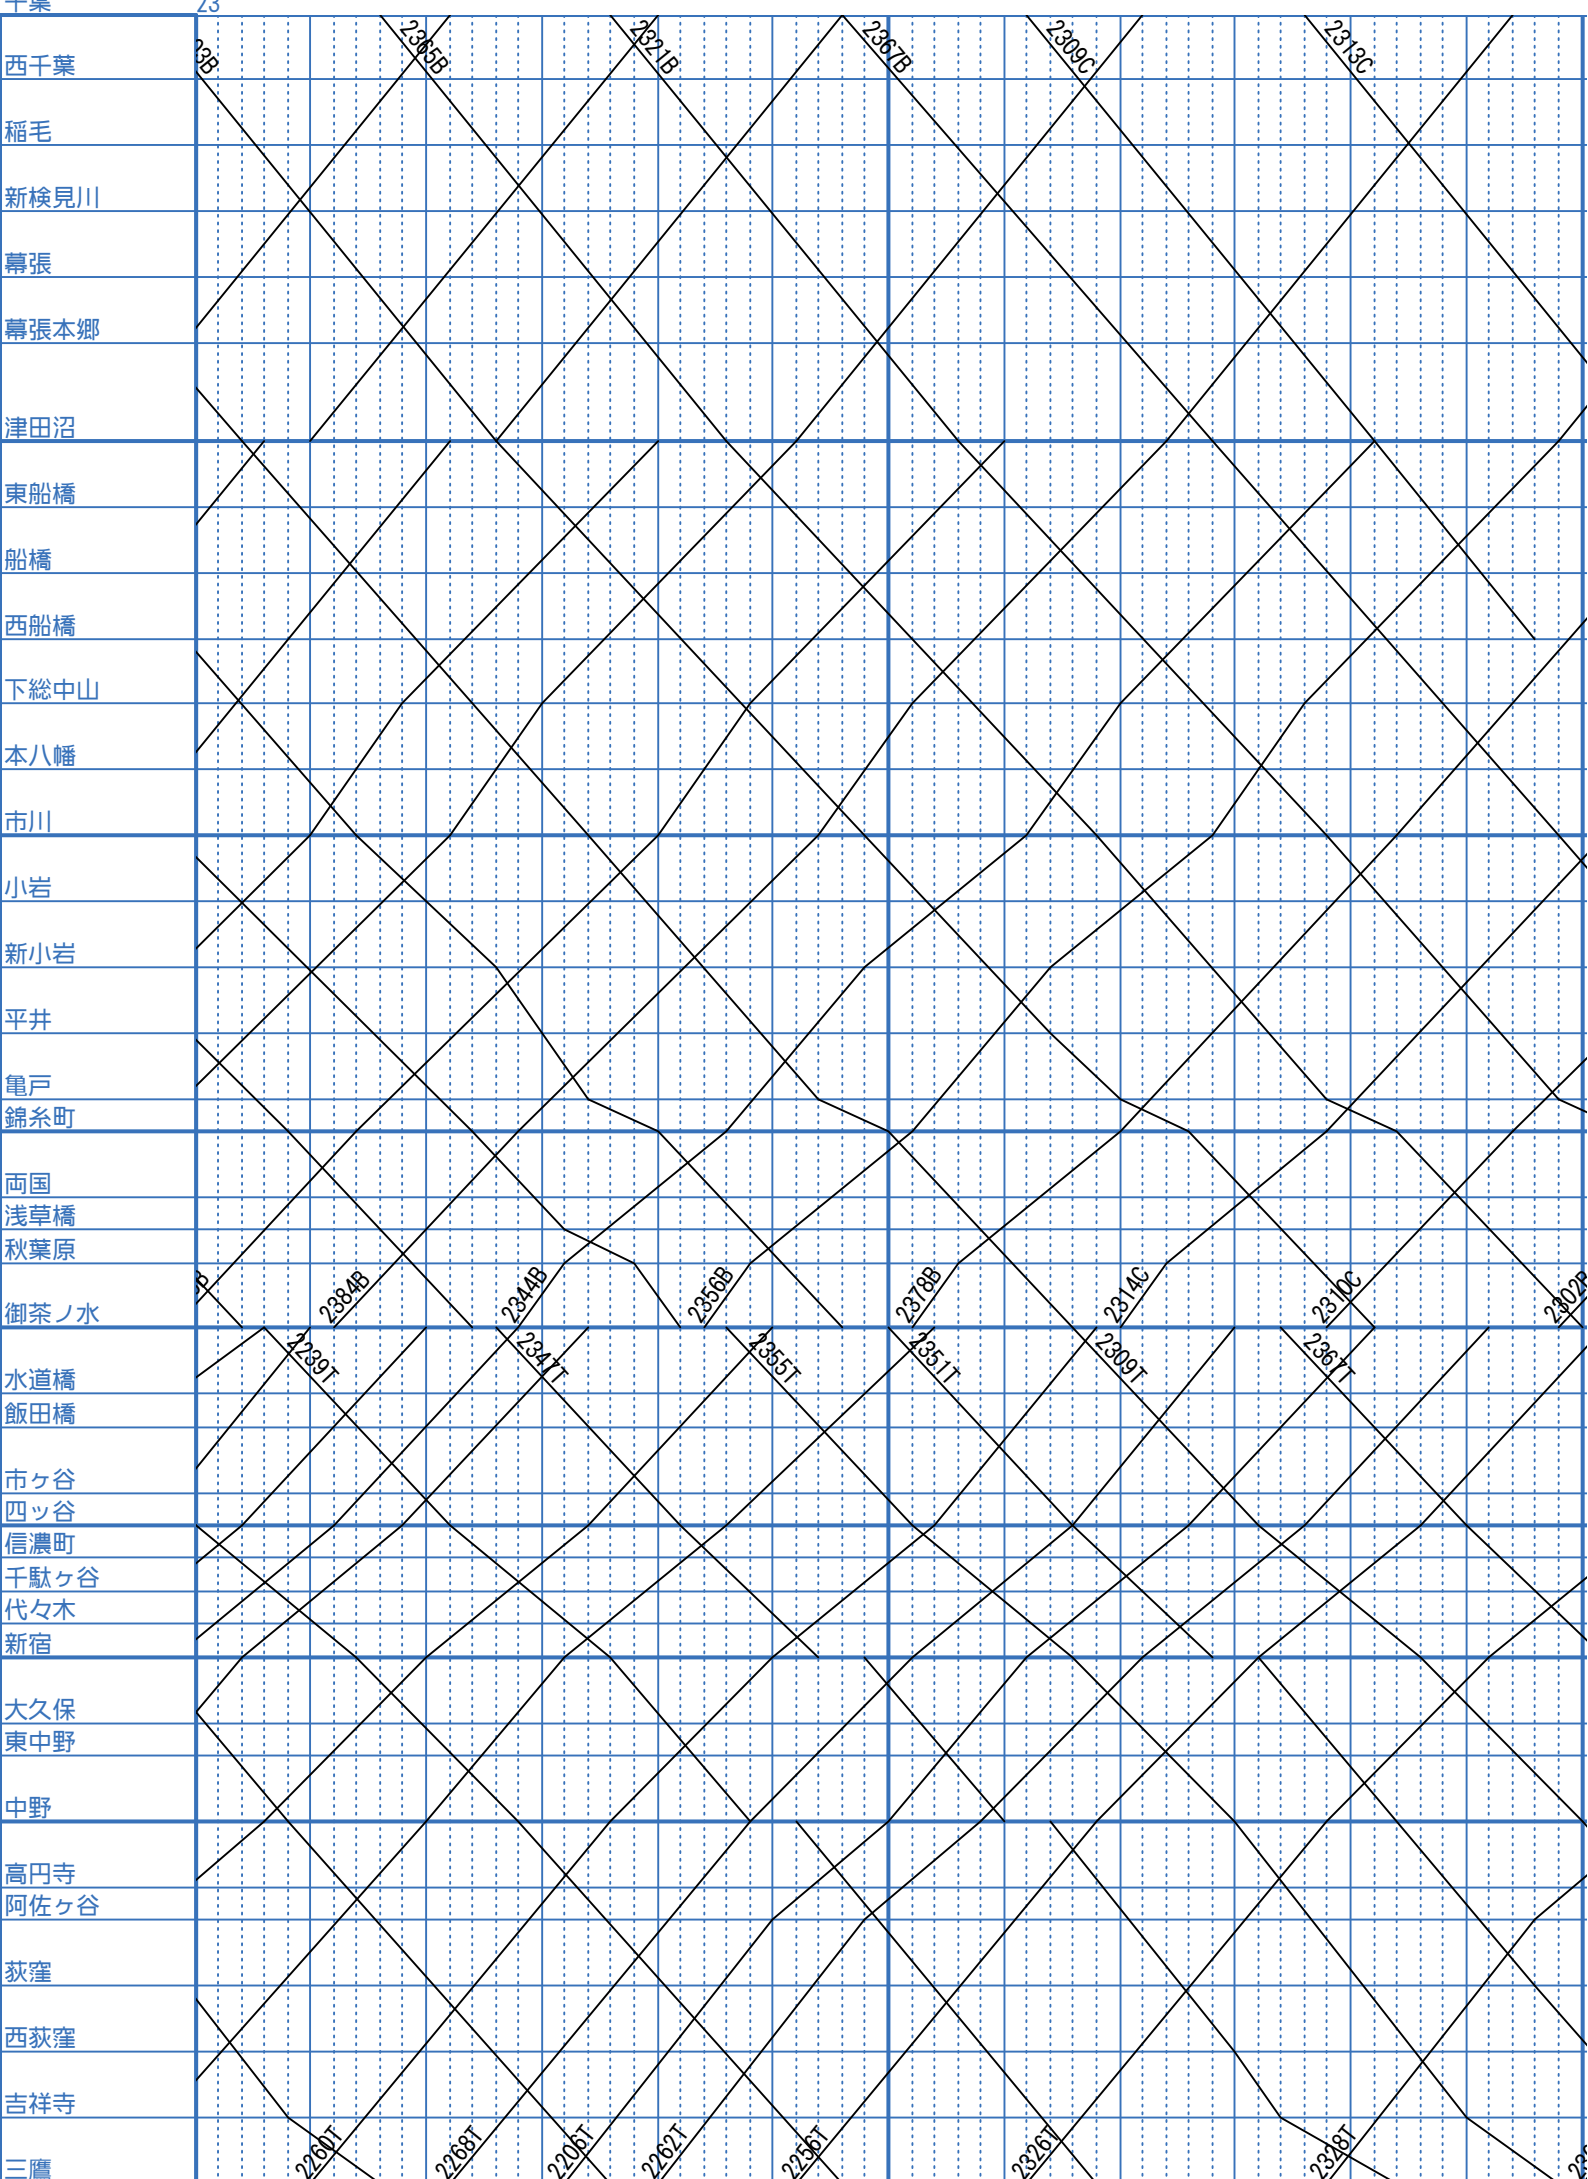 千葉 23
西千葉 23B 2365B 2321B 2367B 2309C 2313C
稲毛
新検見川
幕張
幕張本郷
津田沼
東船橋
船橋
西船橋
下総中山
本八幡
市川
小岩
新小岩
平井
亀戸
錦糸町
両国
浅草橋
秋葉原
御茶ノ水 2384B 2344B 2356B 2378B 2314C 2310C
水道橋 2239T 2347T 2355T 2351T 2309T 2367T
飯田橋
市ヶ谷
四ッ谷
信濃町
千駄ヶ谷
代々木
新宿
大久保
東中野
中野
高円寺
阿佐ヶ谷
荻窪
西荻窪
吉祥寺
三鷹 2260T 2268T 2206T 2262T 2256T 2326T 2328T